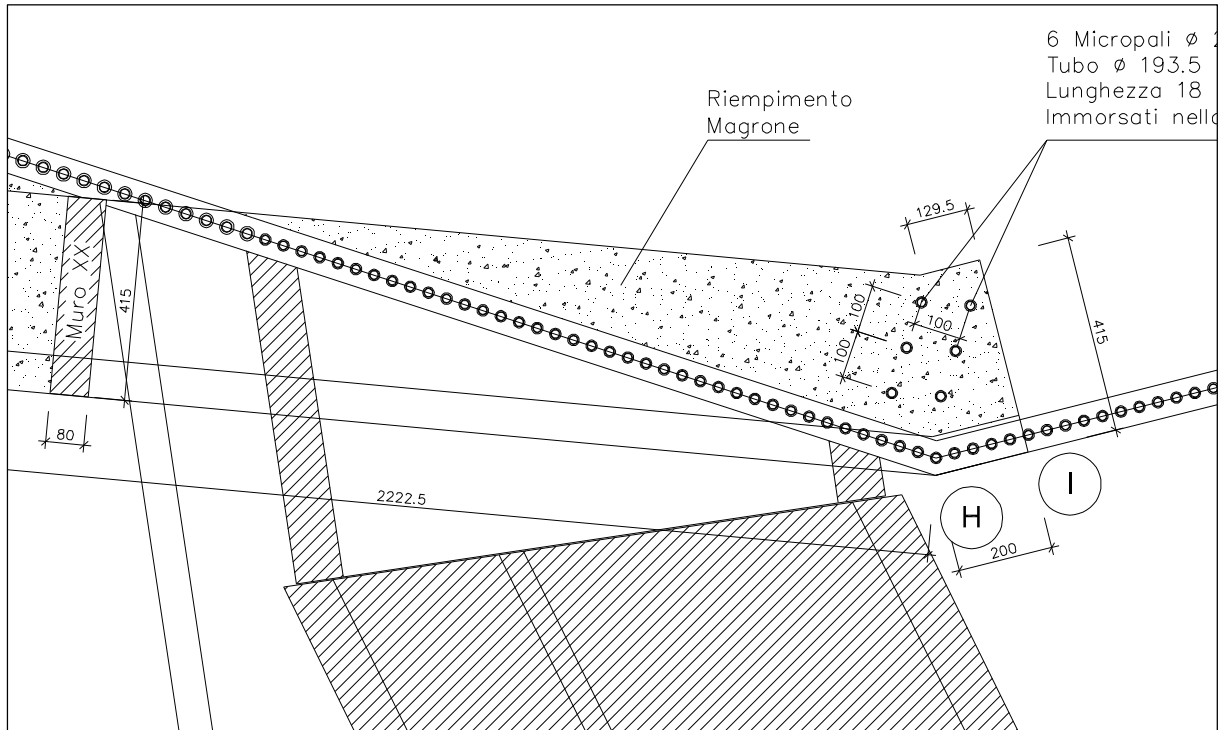 6 Micropali ø
Tubo ø 193.5
Lunghezza 18
Immorsati
Riempimento
Magrone
129.5
Muro XX
415
100
100
100
415
80
2222.5
H
I
200